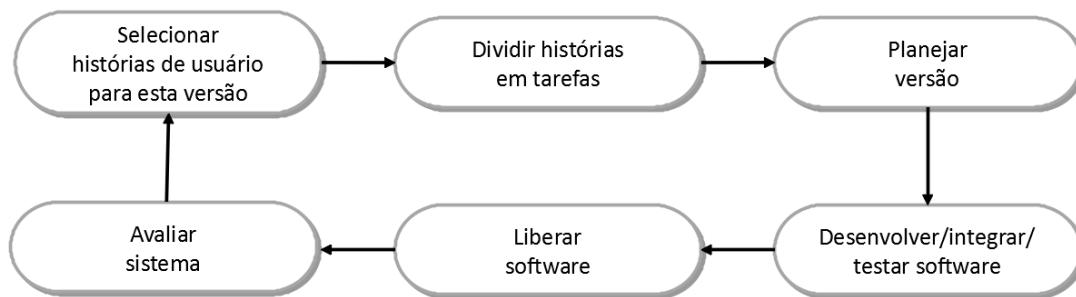 Selecionar
histórias de usuário
para esta versão
Dividir histórias
em tarefas
Planejar
versão
Desenvolver/integrar/
testar software
Liberar
software
Avaliar
sistema